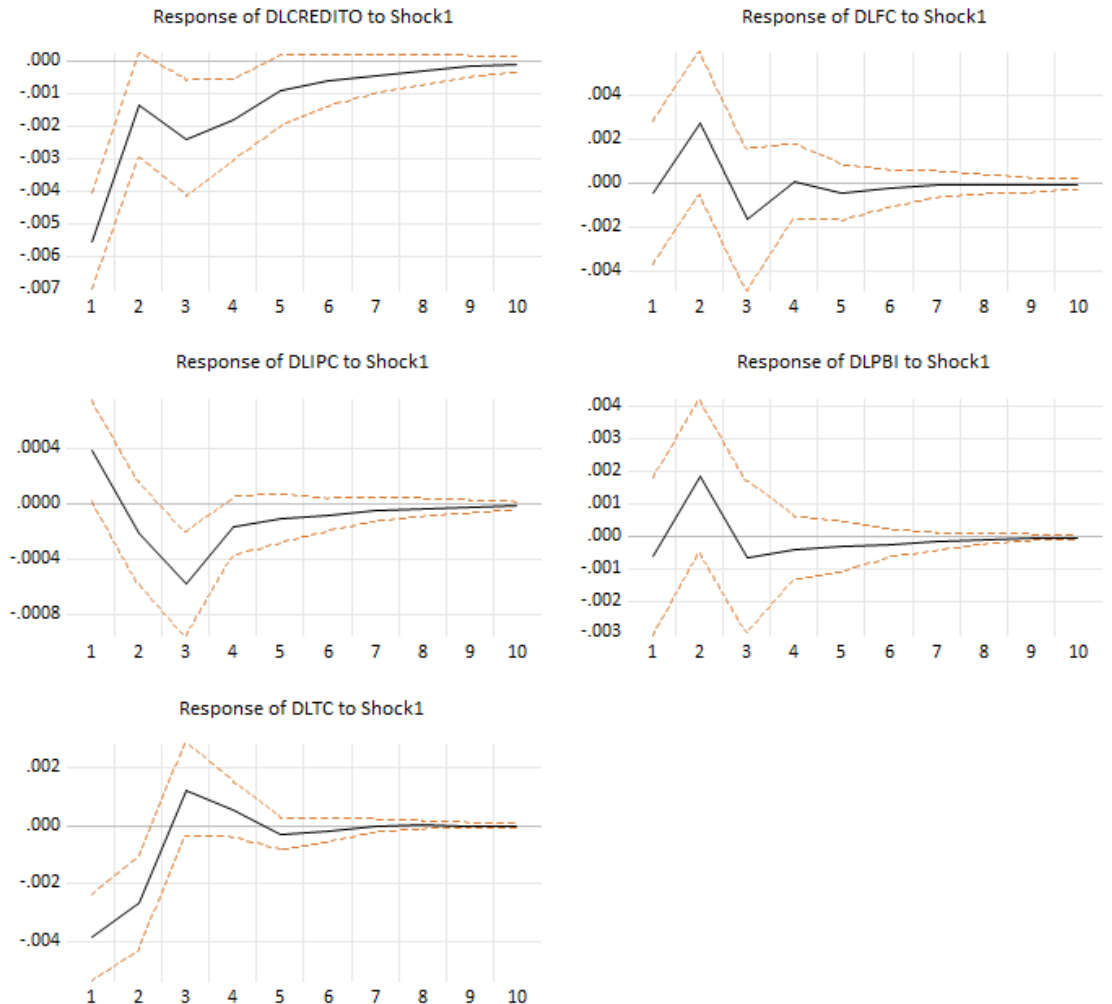 Response of DLCREDITO to Shock1
.000
-.001
-.002
-.003
-.004
-.005
-.006
-.007
1 2 3 4 5 6 7 8 9 10
Response of DLFC to Shock1
.004
.002
.000
-.002
-.004
1 2 3 4 5 6 7 8 9 10
Response of DLIPC to Shock1
.0004
.0000
-.0004
-.0008
1 2 3 4 5 6 7 8 9 10
Response of DLPBI to Shock1
.004
.003
.002
.001
.000
-.001
-.002
-.003
1 2 3 4 5 6 7 8 9 10
Response of DLTC to Shock1
.002
.000
-.002
-.004
1 2 3 4 5 6 7 8 9 10